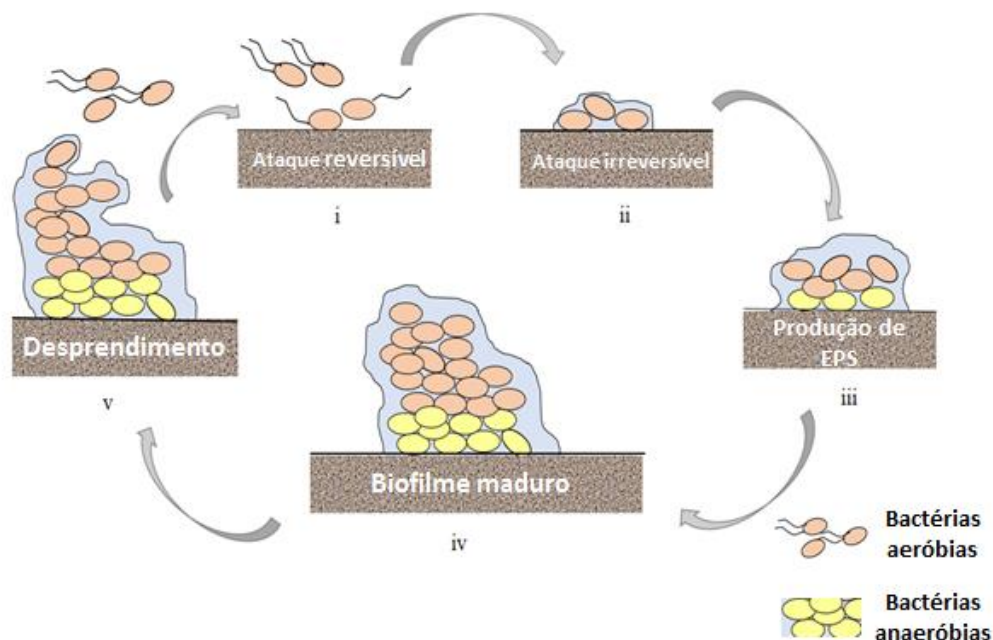 Ataque reversível
i
Ataque irreversível
ii
Produção de
EPS
iii
Biofilme maduro
iv
Desprendimento
v
Bactérias
aeróbias
Bactérias
anaeróbias